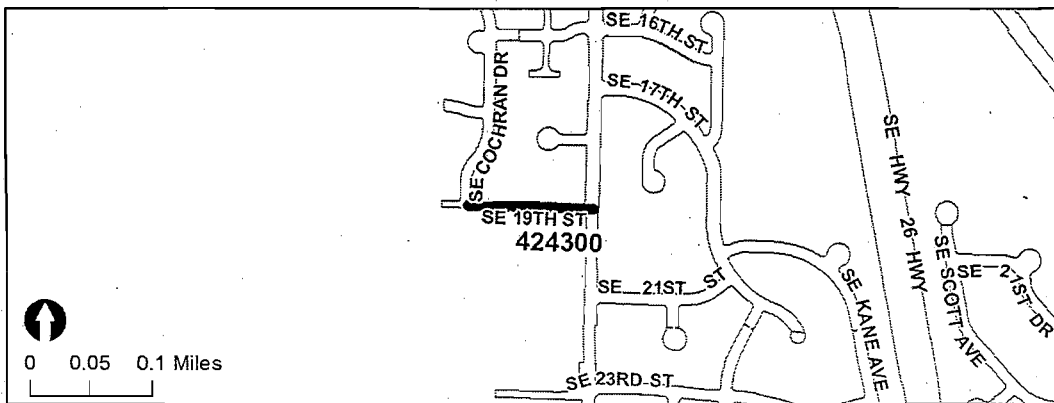 SE 16TH ST
SE COCHRAN DR
SE 17TH ST
SE HWY 26 HWY
SE 19TH ST
424300
SE 21ST ST
SE KANE AVE
SE SCOTT AVE
SE 21ST DR
SE 23RD ST
0 0.05 0.1 Miles